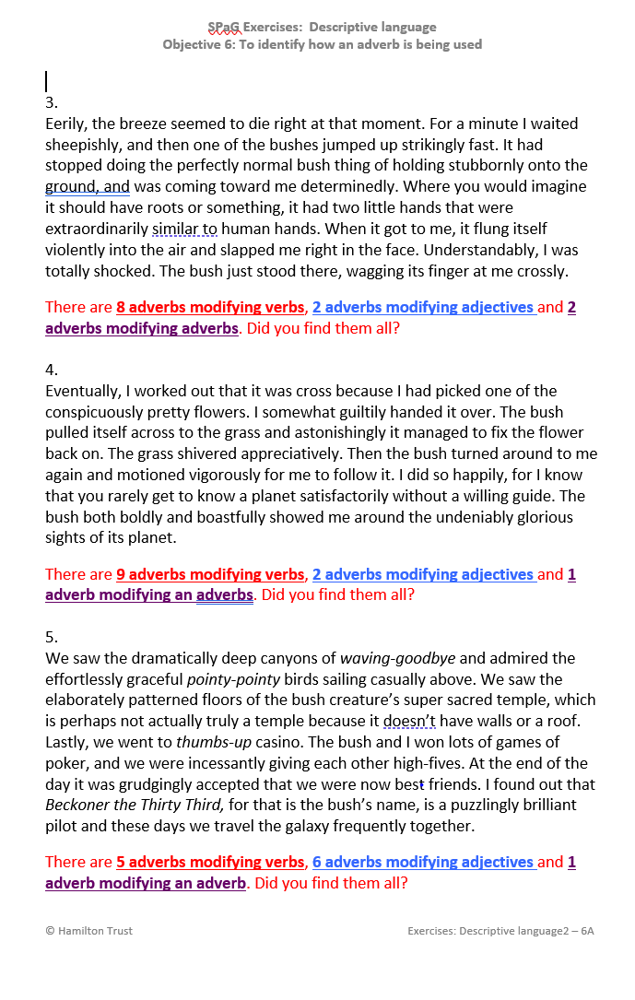 SPaG Exercises: Descriptive language
Objective 6: To identify how an adverb is being used
3.
Eerily, the breeze seemed to die right at that moment. For a minute I waited
sheepishly, and then one of the bushes jumped up strikingly fast. It had
stopped doing the perfectly normal bush thing of holding stubbornly onto the
ground, and was coming toward me determinedly. Where you would imagine
it should have roots or something, it had two little hands that were
extraordinarily similar to human hands. When it got to me, it flung itself
violently into the air and slapped me right in the face. Understandably, I was
totally shocked. The bush just stood there, wagging its finger at me crossly.
There are 8 adverbs modifying verbs, 2 adverbs modifying adjectives and 2
adverbs modifying adverbs. Did you find them all?
4.
Eventually, I worked out that it was cross because I had picked one of the
conspicuously pretty flowers. I somewhat guiltily handed it over. The bush
pulled itself across to the grass and astonishingly it managed to fix the flower
back on. The grass shivered appreciatively. Then the bush turned around to me
again and motioned vigorously for me to follow it. I did so happily, for I know
that you rarely get to know a planet satisfactorily without a willing guide. The
bush both boldly and boastfully showed me around the undeniably glorious
sights of its planet.
There are 9 adverbs modifying verbs, 2 adverbs modifying adjectives and 1
adverb modifying an adverbs. Did you find them all?
5.
We saw the dramatically deep canyons of waving-goodbye and admired the
effortlessly graceful pointy-pointy birds sailing casually above. We saw the
elaborately patterned floors of the bush creature's super sacred temple, which
is perhaps not actually truly a temple because it doesn't have walls or a roof.
Lastly, we went to thumbs-up casino. The bush and I won lots of games of
poker, and we were incessantly giving each other high-fives. At the end of the
day it was grudgingly accepted that we were now best friends. I found out that
Beckoner the Thirty Third, for that is the bush's name, is a puzzlingly brilliant
pilot and these days we travel the galaxy frequently together.
There are 5 adverbs modifying verbs, 6 adverbs modifying adjectives and 1
adverb modifying an adverb. Did you find them all?
© Hamilton Trust Exercises: Descriptive language2 – 6A